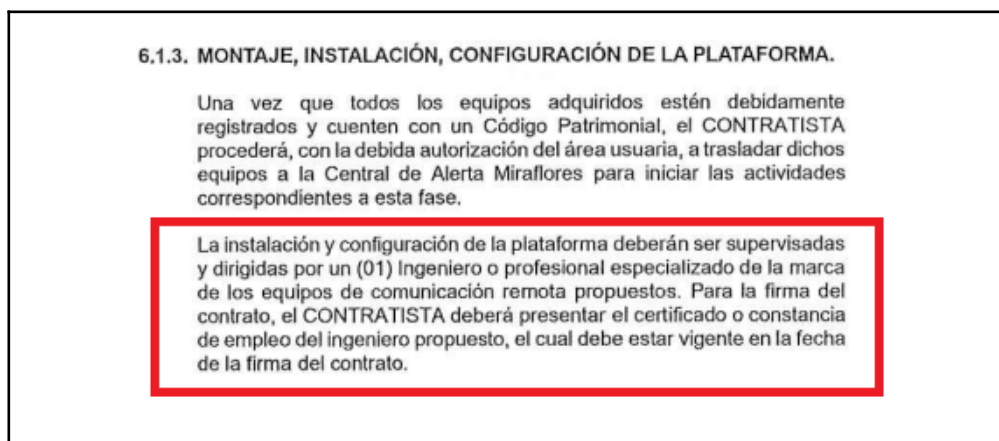 6.1.3. MONTAJE, INSTALACIÓN, CONFIGURACIÓN DE LA PLATAFORMA.
Una vez que todos los equipos adquiridos estén debidamente
registrados y cuenten con un Código Patrimonial, el CONTRATISTA
procederá, con la debida autorización del área usuaria, a trasladar dichos
equipos a la Central de Alerta Miraflores para iniciar las actividades
correspondientes a esta fase.
La instalación y configuración de la plataforma deberán ser supervisadas
y dirigidas por un (01) Ingeniero o profesional especializado de la marca
de los equipos de comunicación remota propuestos. Para la firma del
contrato, el CONTRATISTA deberá presentar el certificado o constancia
de empleo del ingeniero propuesto, el cual debe estar vigente en la fecha
de la firma del contrato.